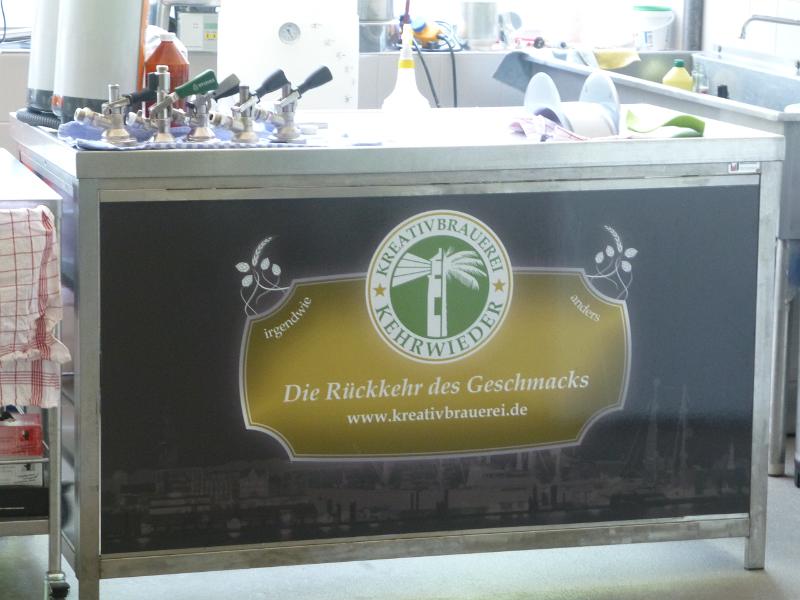 KREATIVBRAUEREI
KEHRWIEDER
irgendwie
anders
Die Rückkehr des Geschmacks
www.kreativbrauerei.de